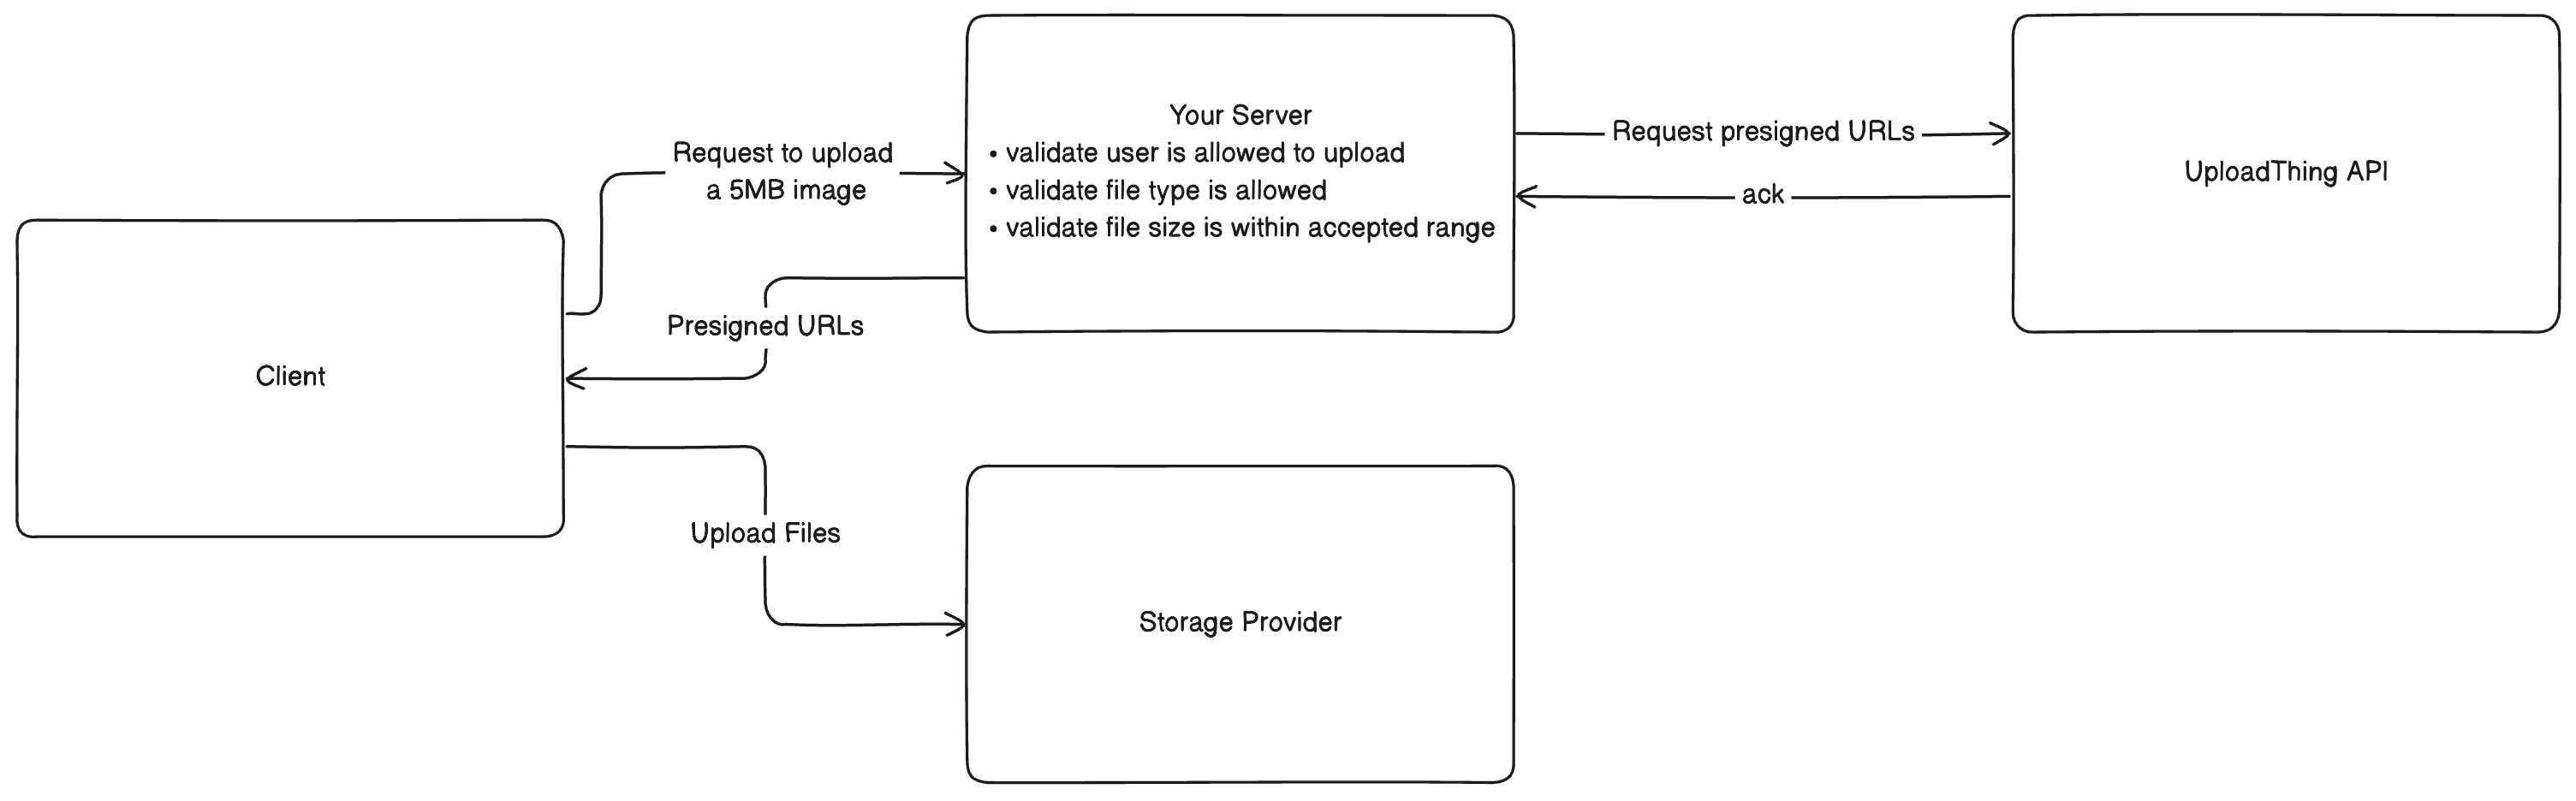 Your Server
• validate user is allowed to upload
• validate file type is allowed
• validate file size is within accepted range
Request to upload
a 5MB image
Request presigned URLs
ack
UploadThing API
Presigned URLs
Client
Upload Files
Storage Provider